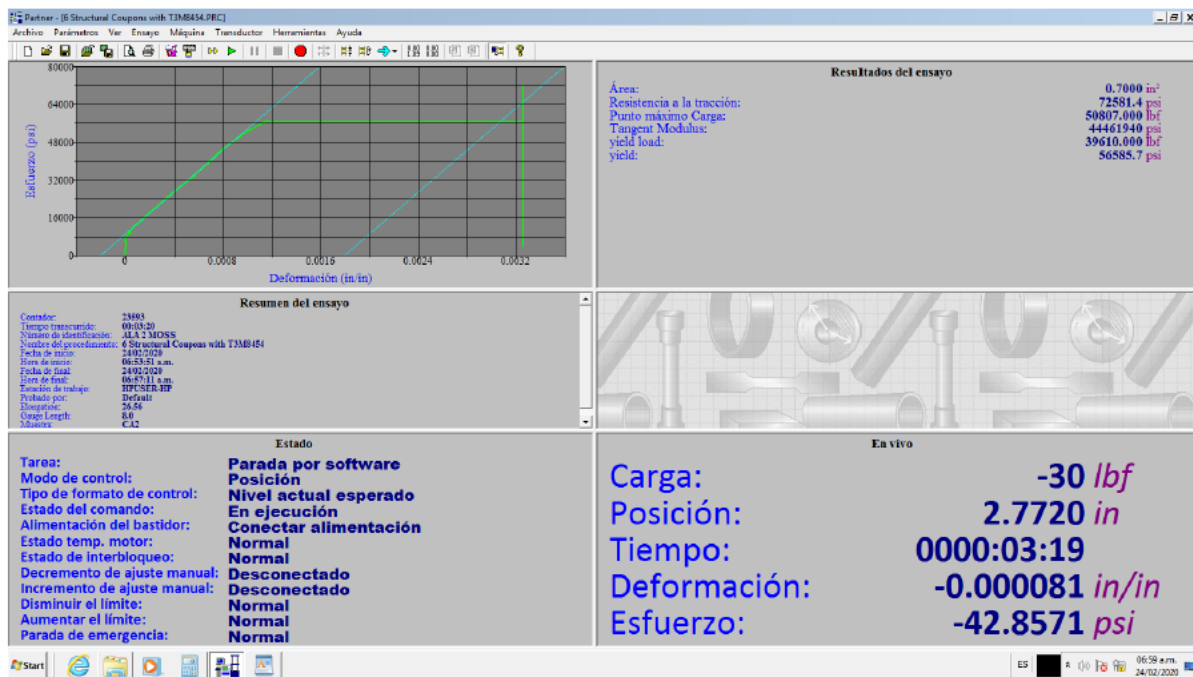 Partner - [6 Structural Coupons with T3M8454.PRC]
Archivo Parámetros Ver Ensayo Máquina Transductor Herramientas Ayuda
80000
64000
48000
32000
16000
0
Esfuerzo (psi)
0 0.0008 0.0016 0.0024 0.0032
Deformación (in/in)
Resultados del ensayo
Área: 0.7000 in²
Resistencia a la tracción: 72581.4 psi
Punto máximo Carga: 50807.000 lbf
Tangent Modulus: 44461940 psi
yield load: 39610.000 lbf
yield: 56585.7 psi
Resumen del ensayo
Contador: 23693
Tiempo transcurrido: 00:03:20
Número de identificación: ALA 2 MOSS
Nombre del procedimiento: 6 Structural Coupons with T3M8454
Fecha de inicio: 24/02/2020
Hora de inicio: 06:53:51 a.m.
Fecha de final: 24/02/2020
Hora de final: 06:57:11 a.m.
Estación de trabajo: HPUSER-HP
Probado por: Default
Elongation: 26.56
Gauge Length: 8.0
Muestra: CA2
Estado
Tarea: Parada por software
Modo de control: Posición
Tipo de formato de control: Nivel actual esperado
Estado del comando: En ejecución
Alimentación del bastidor: Conectar alimentación
Estado temp. motor: Normal
Estado de interbloqueo: Normal
Decremento de ajuste manual: Desconectado
Incremento de ajuste manual: Desconectado
Disminuir el límite: Normal
Aumentar el límite: Normal
Parada de emergencia: Normal
En vivo
Carga: -30 lbf
Posición: 2.7720 in
Tiempo: 0000:03:19
Deformación: -0.000081 in/in
Esfuerzo: -42.8571 psi
Start
ES
06:59 a.m.
24/02/2020